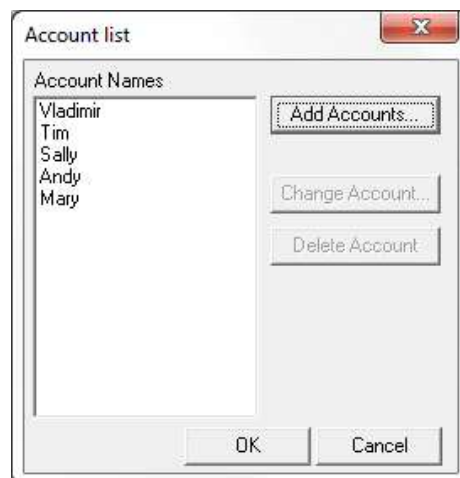 Account list
Account Names
Vladimir
Tim
Sally
Andy
Mary
Add Accounts...
Change Account...
Delete Account
OK
Cancel